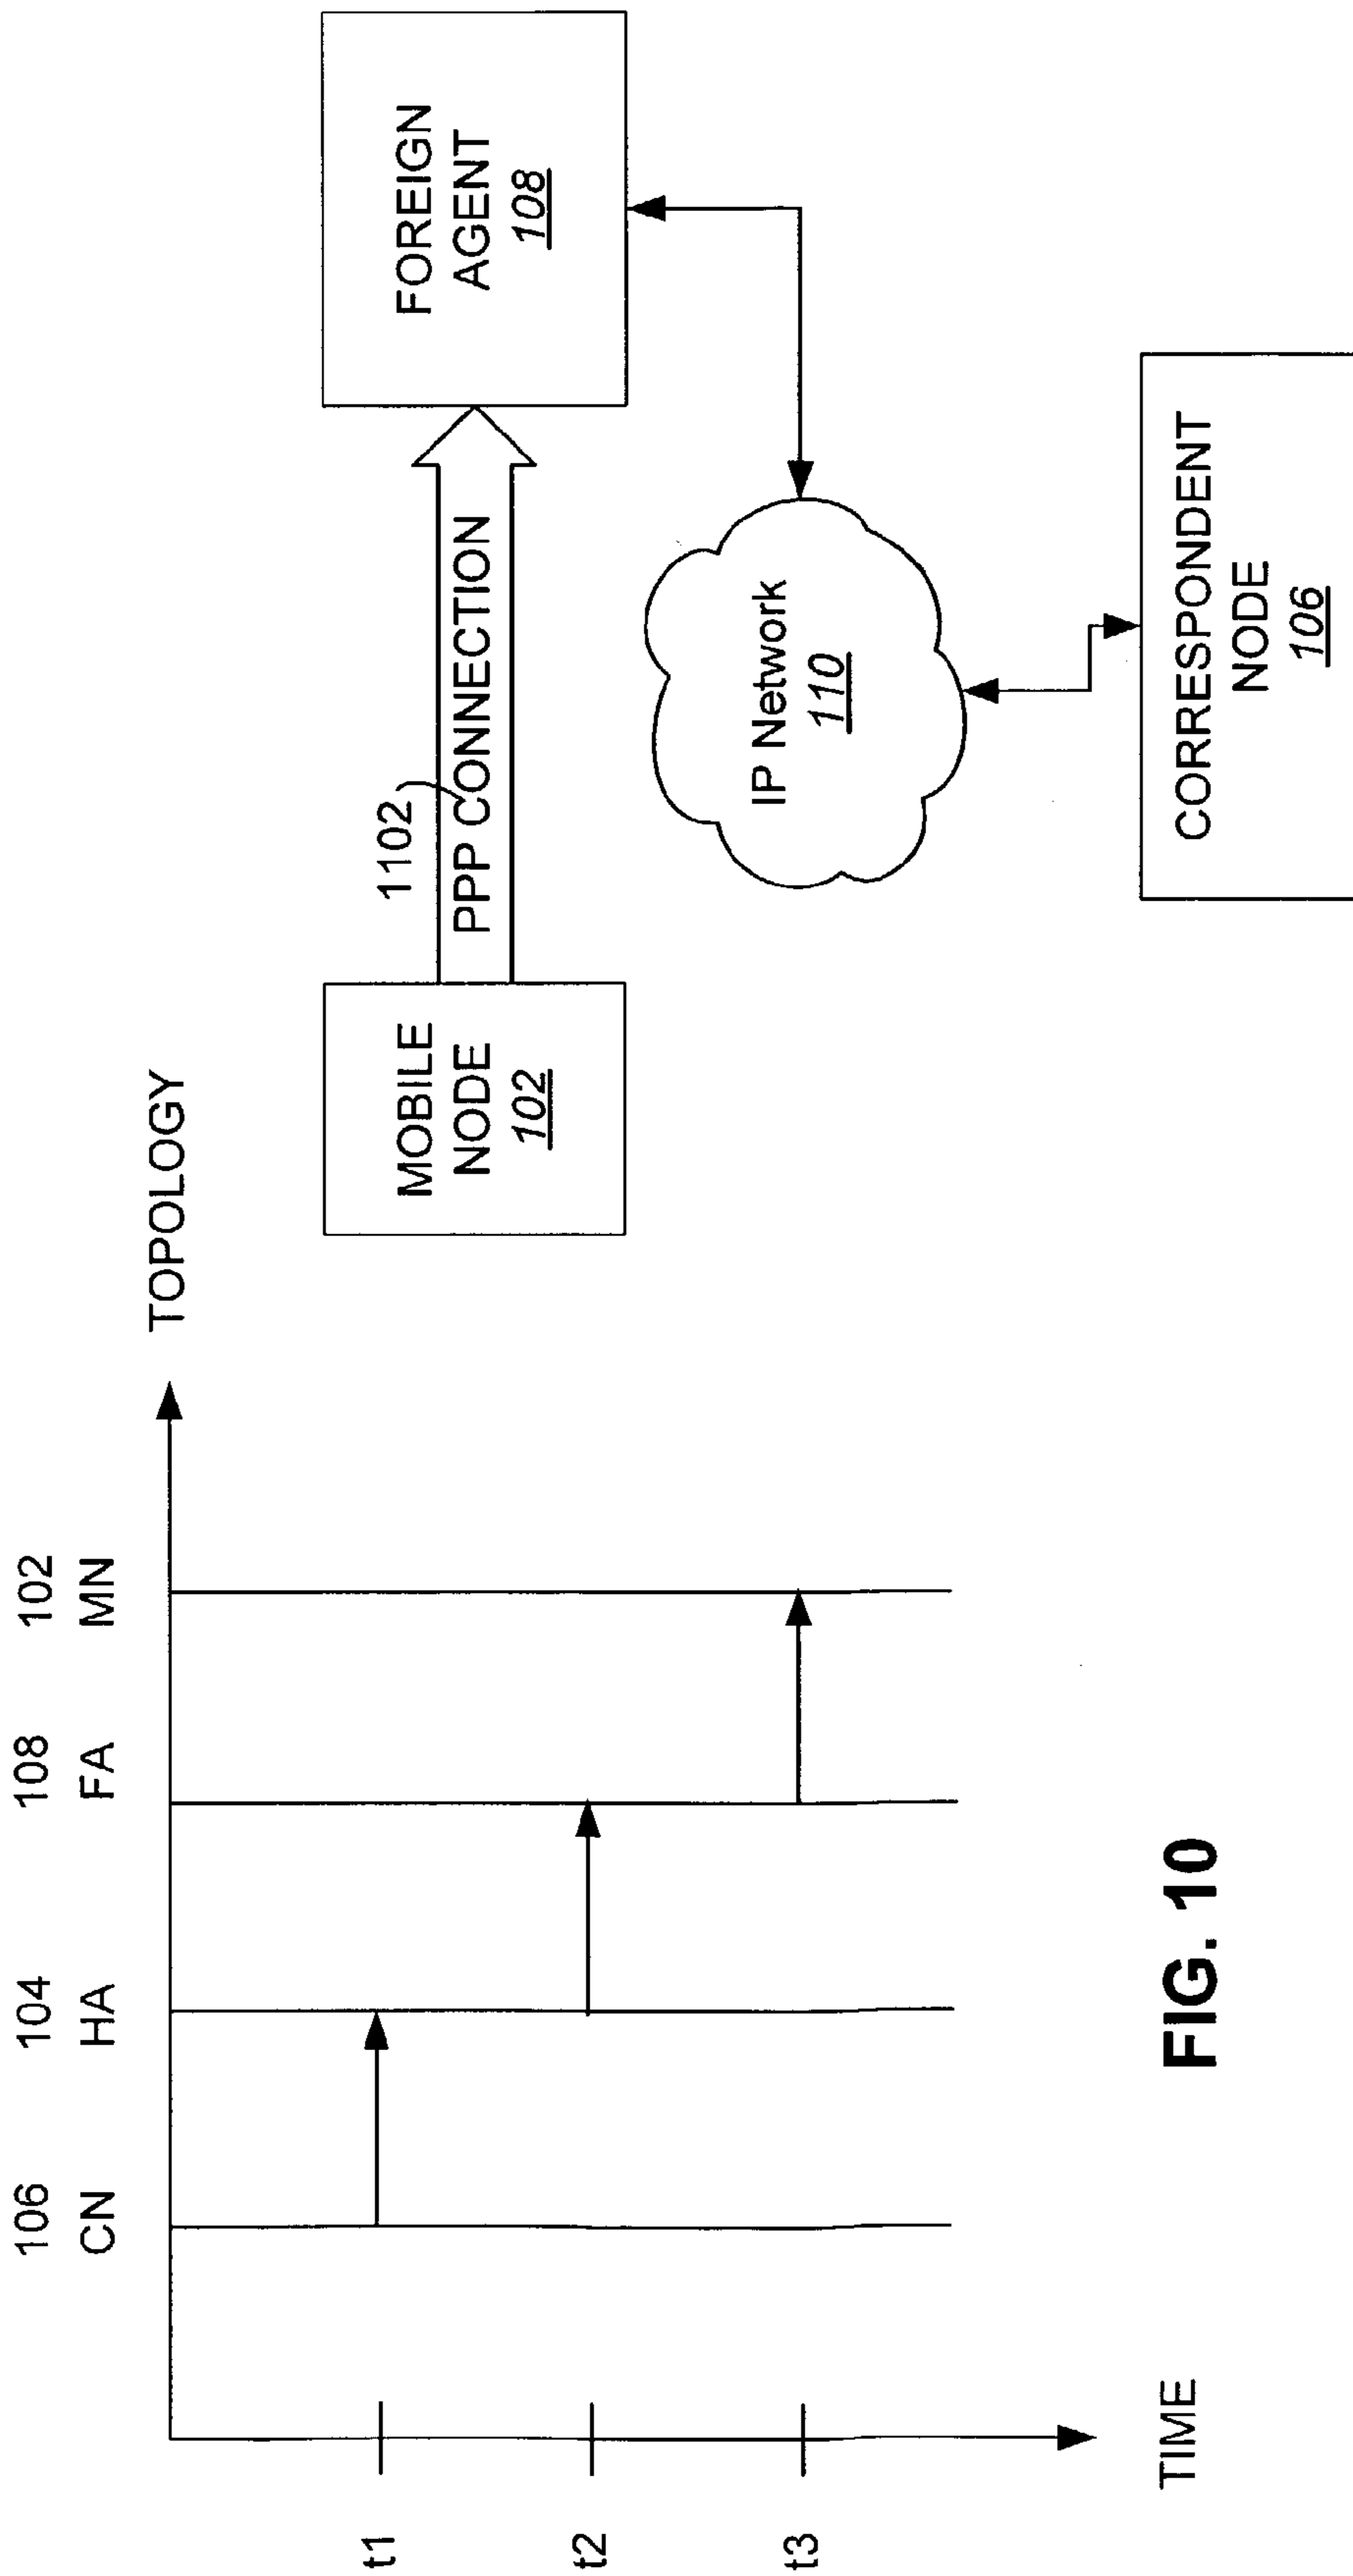 106
104
108
102
CN
HA
FA
MN
TOPOLOGY
t1
t2
t3
TIME
FIG. 10
MOBILE
NODE
102
1102
PPP CONNECTION
FOREIGN
AGENT
108
IP Network
110
CORRESPONDENT
NODE
106